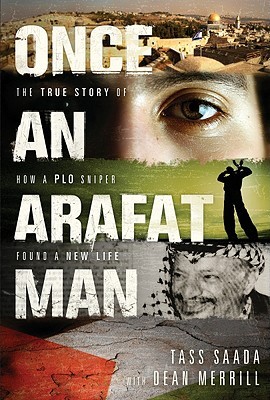 ONCE
THE TRUE STORY OF
AN
HOW A PLO SNIPER
ARAFAT
FOUND A NEW LIFE
MAN
TASS SAADA
WITH DEAN MERRILL